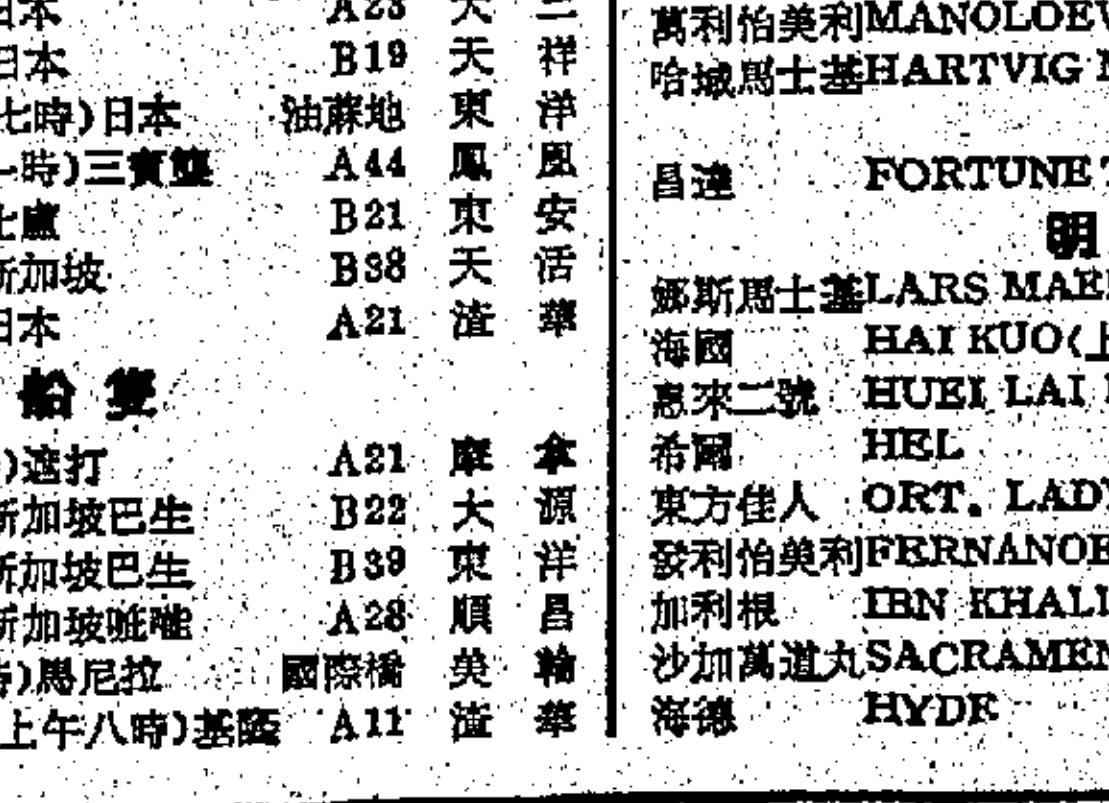 日本 A23 天 三
日本 B19 天 祥
七時)日本 油蔴地 東 洋
一時)三寶壟 A44 鳳 凰
士盧 B21 東 安
新加坡 B38 天 活
日本 A21 渣 華
船隻
)遮打 A21 摩 拿
新加坡巴生 B22 大 源
新加坡巴生 B39 東 洋
新加坡吡𠵼 A28 順 昌
時)馬尼拉 國際橋 美 輪
上午八時)基隆 A11 渣 華
萬利怡美利MANOLOEV
哈域馬士基HARTVIG M
昌達 FORTUNE T
明
娜斯馬士基LARS MAE
海國 HAI KUO(上
惠來二號 HUEI LAI
希爾 HEL
東方佳人 ORT. LADY
發利怡美利FERNANOE
加利根 IBN KHALI
沙加萬道丸SACRAMEN
海德 HYDE